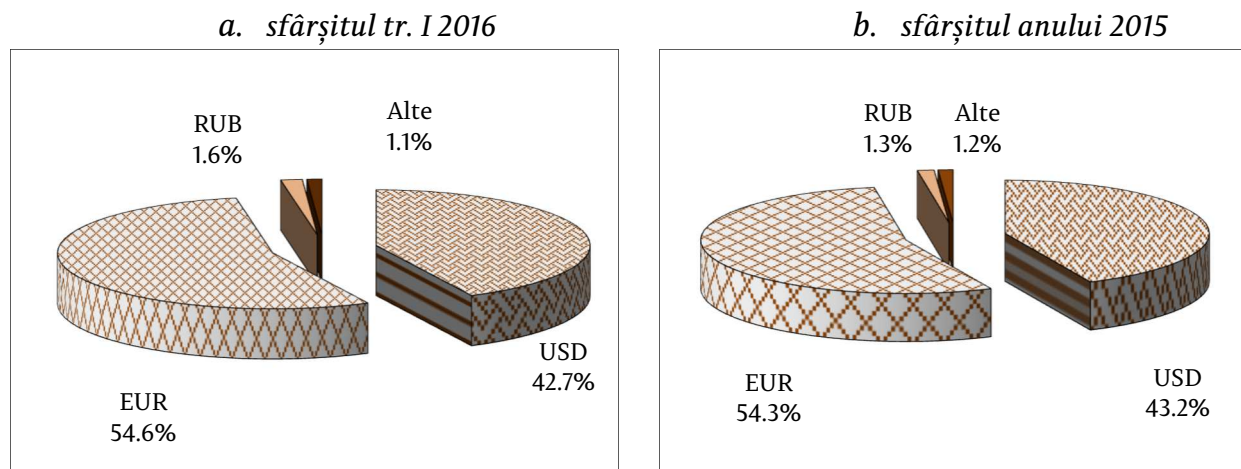 a. sfârșitul tr. I 2016
RUB
1.6%
Alte
1.1%
EUR
54.6%
USD
42.7%
b. sfârșitul anului 2015
RUB
1.3%
Alte
1.2%
EUR
54.3%
USD
43.2%